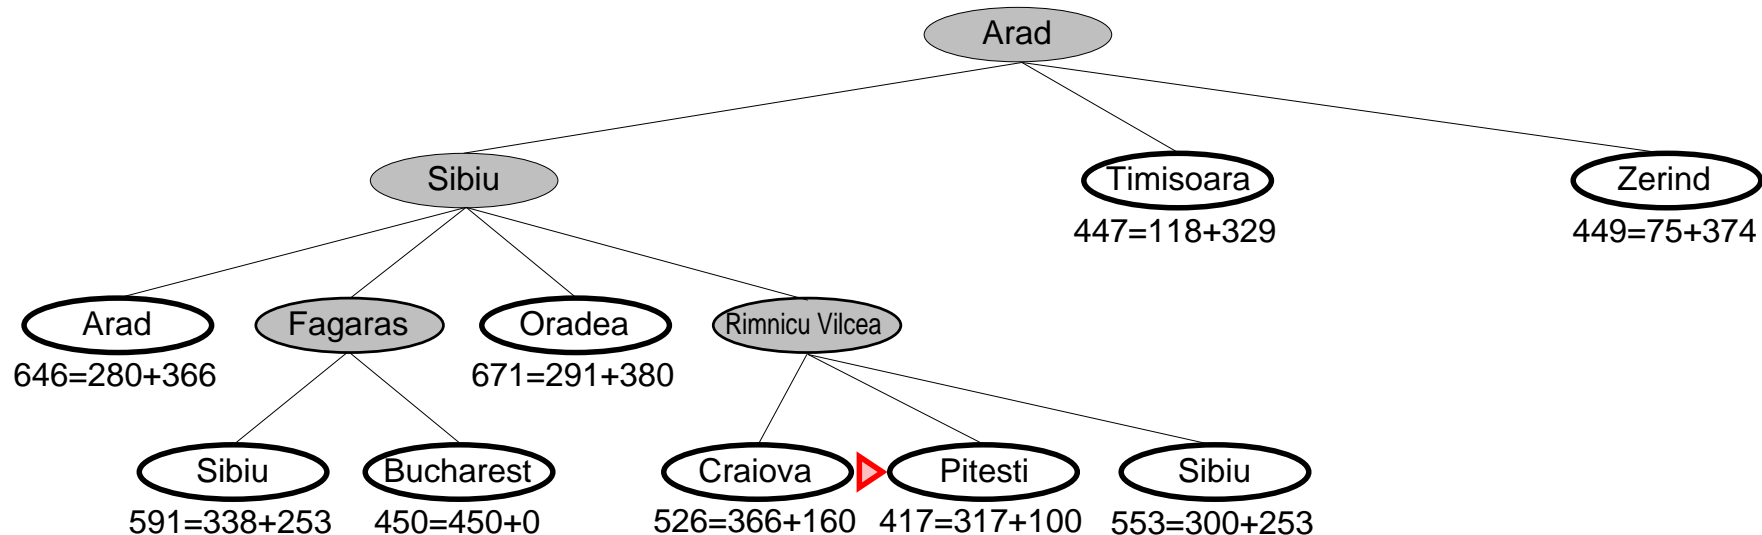 Arad
Sibiu
Timisoara
Zerind
447=118+329
449=75+374
Arad
Fagaras
Oradea
Rimnicu Vilcea
646=280+366
671=291+380
Sibiu
Bucharest
Craiova
Pitesti
Sibiu
591=338+253
450=450+0
526=366+160
417=317+100
553=300+253